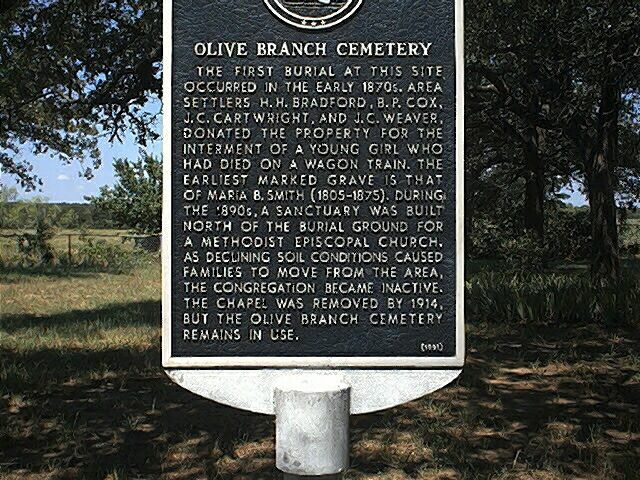 OLIVE BRANCH CEMETERY
THE FIRST BURIAL AT THIS SITE
OCCURRED IN THE EARLY 1870s. AREA
SETTLERS H.H. BRADFORD, B.P. COX,
J.C. CARTWRIGHT, AND J.C. WEAVER,
DONATED THE PROPERTY FOR THE
INTERMENT OF A YOUNG GIRL WHO
HAD DIED ON A WAGON TRAIN. THE
EARLIEST MARKED GRAVE IS THAT
OF MARIA B. SMITH (1805-1875). DURING
THE 1890s, A SANCTUARY WAS BUILT
NORTH OF THE BURIAL GROUND FOR
A METHODIST EPISCOPAL CHURCH.
AS DECLINING SOIL CONDITIONS CAUSED
FAMILIES TO MOVE FROM THE AREA,
THE CONGREGATION BECAME INACTIVE.
THE CHAPEL WAS REMOVED BY 1914,
BUT THE OLIVE BRANCH CEMETERY
REMAINS IN USE.
(1991)